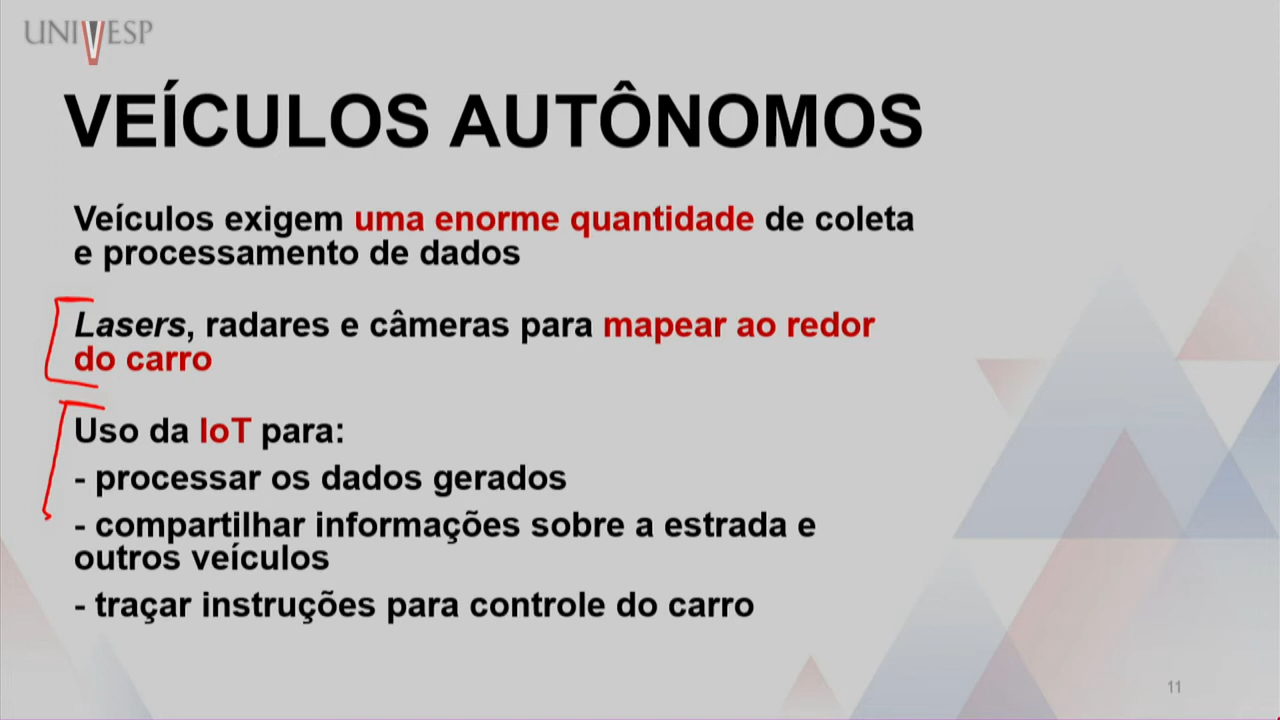 UNIVESP
VEÍCULOS AUTÔNOMOS
Veículos exigem uma enorme quantidade de coleta
e processamento de dados
Lasers, radares e câmeras para mapear ao redor
do carro
Uso da IoT para:
- processar os dados gerados
- compartilhar informações sobre a estrada e
outros veículos
- traçar instruções para controle do carro
11